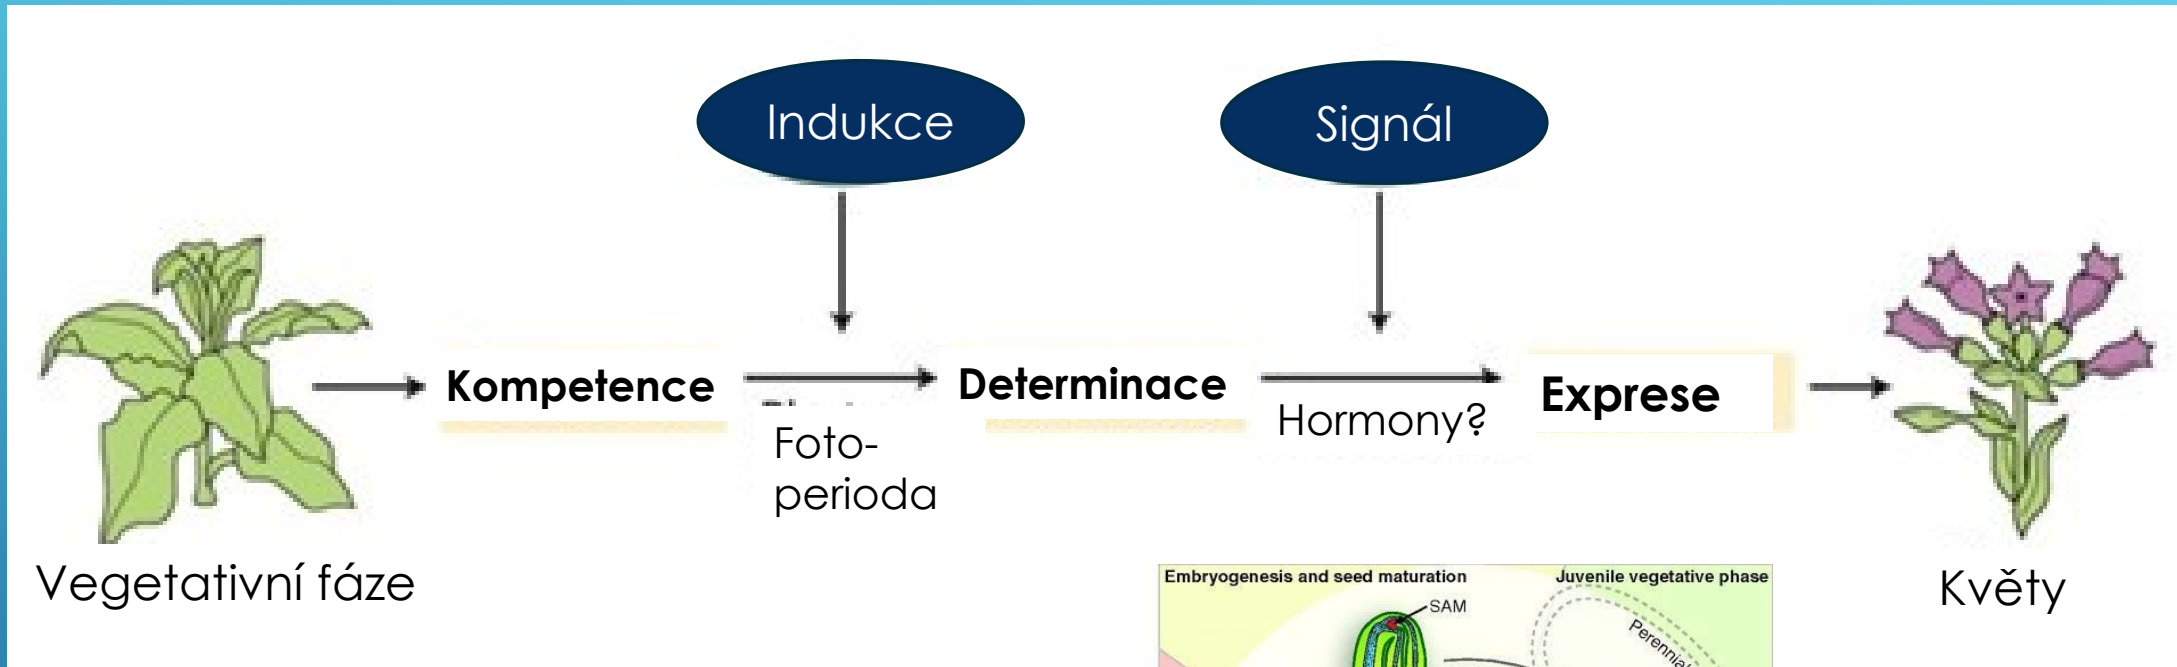 Indukce
Signál
Kompetence
Determinace
Exprese
Foto-
perioda
Hormony?
Vegetativní fáze
Květy
Embryogenesis and seed maturation
Juvenile vegetative phase
SAM